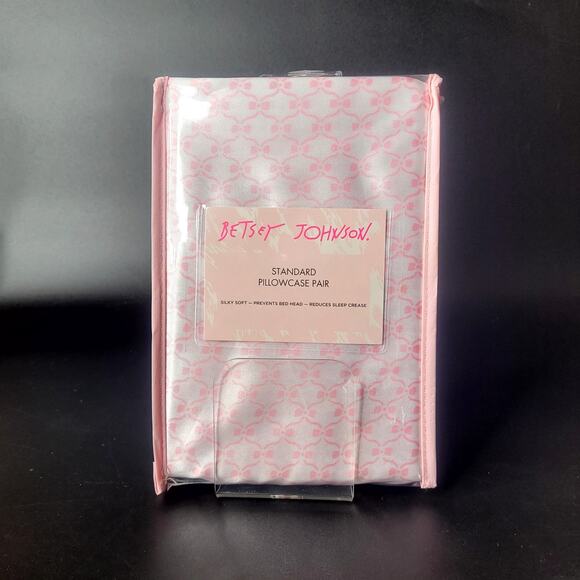 BETSEY JOHNSON.
STANDARD
PILLOWCASE PAIR
SILKY SOFT — PREVENTS BED HEAD — REDUCES SLEEP CREASE